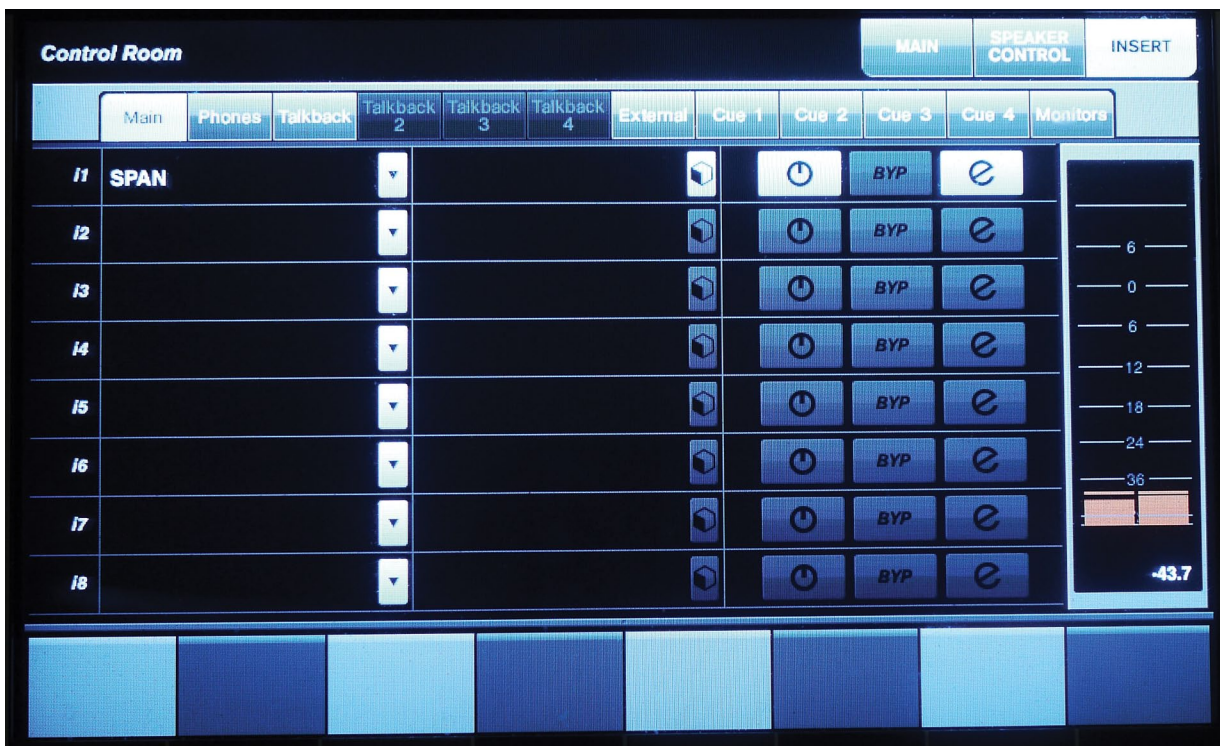 Control Room
MAIN
SPEAKER
CONTROL
INSERT
Main Phones Talkback Talkback 2 Talkback 3 Talkback 4 External Cue 1 Cue 2 Cue 3 Cue 4 Monitors
i1 SPAN BYP
i2 BYP
i3 BYP
i4 BYP
i5 BYP
i6 BYP
i7 BYP
i8 BYP
6
0
6
12
18
24
36
-43.7